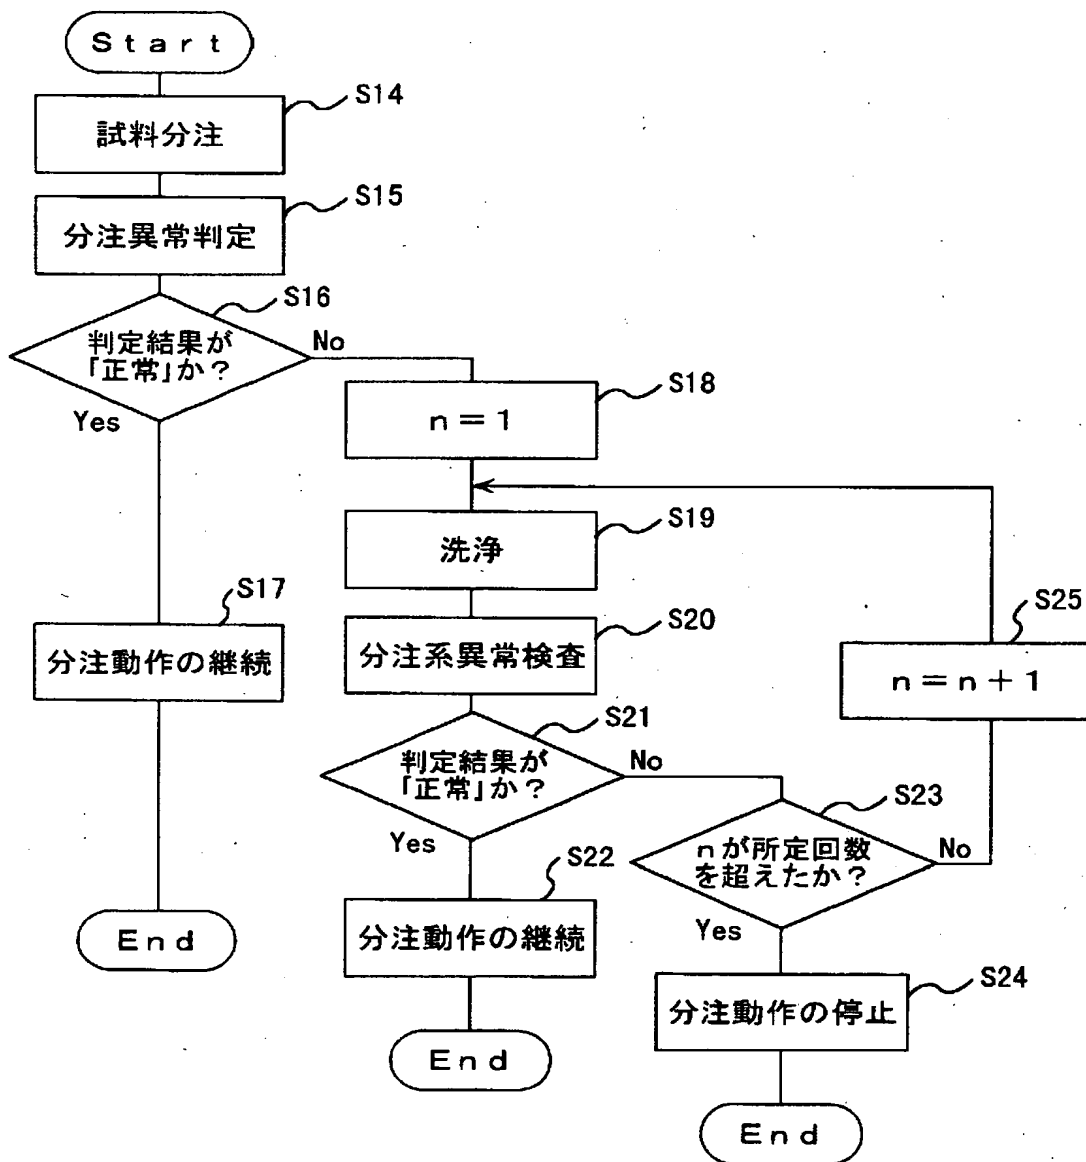 Start
S14
試料分注
S15
分注異常判定
S16
判定結果が
「正常」か？
No
Yes
S18
n＝1
S19
洗浄
S17
分注動作の継続
S20
分注系異常検査
S25
n＝n＋1
S21
判定結果が
「正常」か？
No
Yes
S23
nが所定回数
を超えたか？
No
Yes
S22
分注動作の継続
End
S24
分注動作の停止
End
End